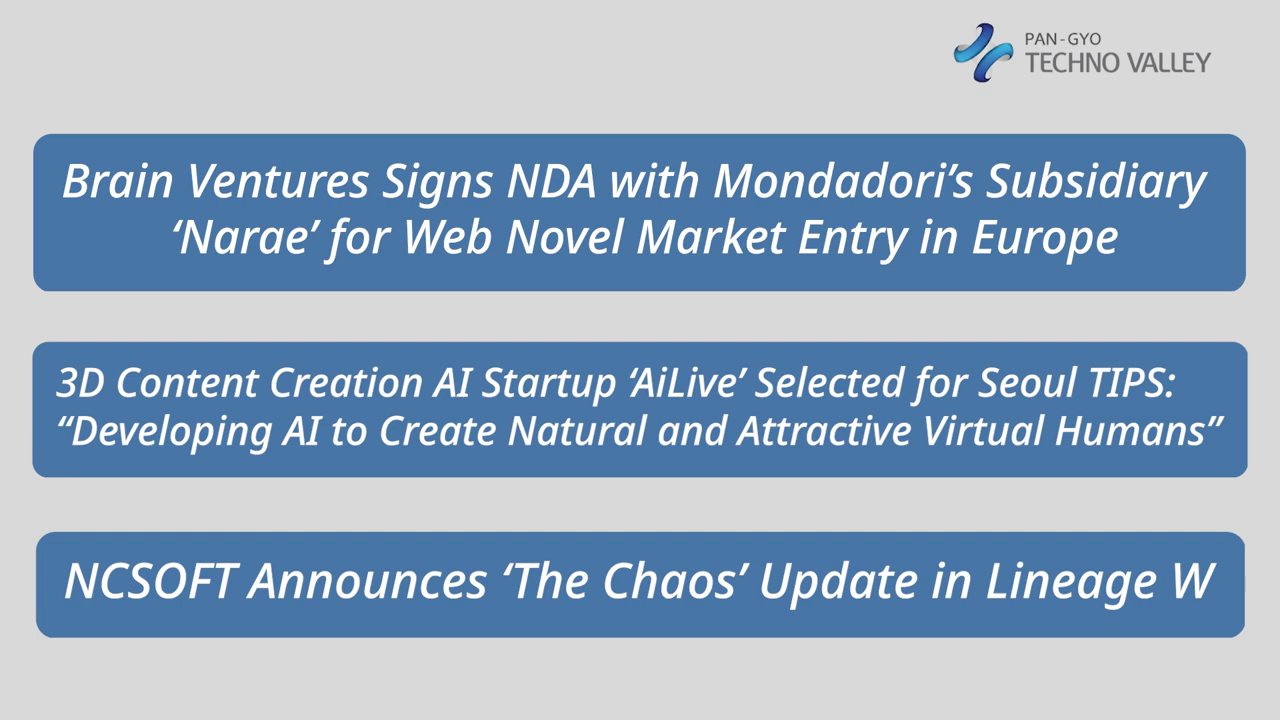 PAN-GYO
TECHNO VALLEY
Brain Ventures Signs NDA with Mondadori’s Subsidiary
‘Narae’ for Web Novel Market Entry in Europe
3D Content Creation AI Startup ‘AiLive’ Selected for Seoul TIPS:
“Developing AI to Create Natural and Attractive Virtual Humans”
NCSOFT Announces ‘The Chaos’ Update in Lineage W